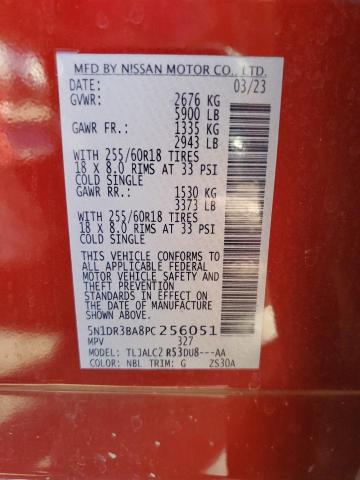 MFD BY NISSAN MOTOR CO., LTD.
DATE: 03/23
GVWR: 2676 KG
5900 LB
GAWR FR.: 1335 KG
2943 LB
WITH 255/60R18 TIRES
18 X 8.0 RIMS AT 33 PSI
COLD SINGLE
GAWR RR.: 1530 KG
3373 LB
WITH 255/60R18 TIRES
18 X 8.0 RIMS AT 33 PSI
COLD SINGLE
THIS VEHICLE CONFORMS TO
ALL APPLICABLE FEDERAL
MOTOR VEHICLE SAFETY AND
THEFT PREVENTION
STANDARDS IN EFFECT ON
THE DATE OF MANUFACTURE
SHOWN ABOVE
5N1DR3BA8PC256051
MPV 327
MODEL: TLJALC2 R53DU8---AA
COLOR: NBL TRIM: G ZS30A